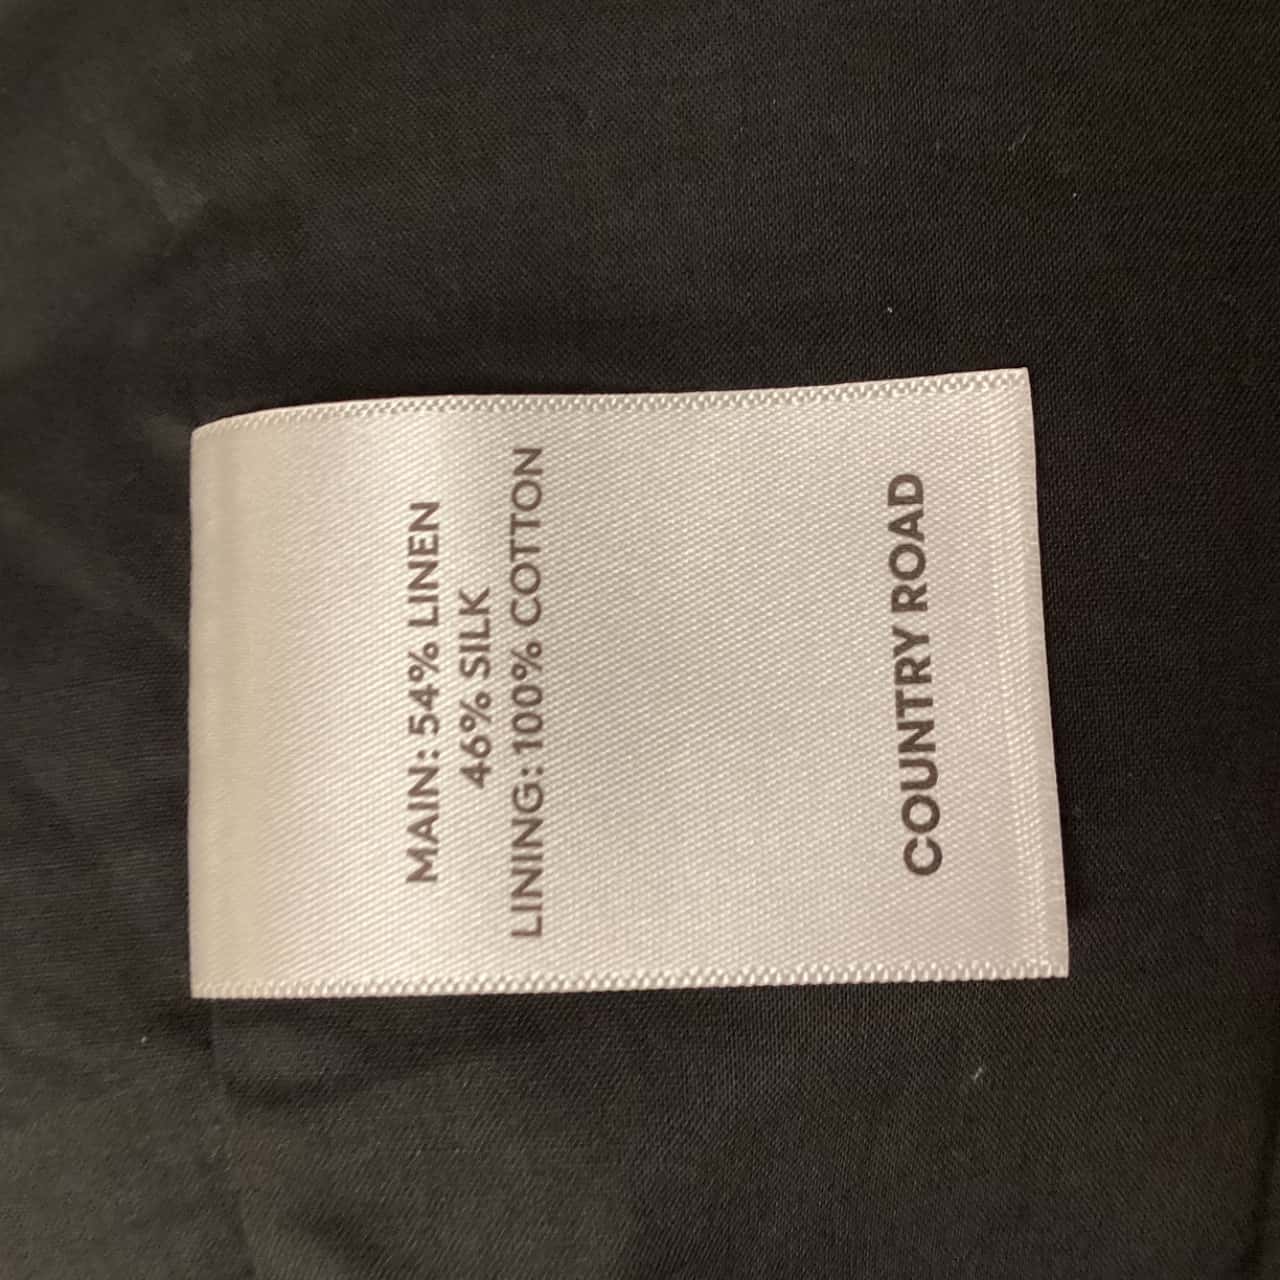 MAIN: 54% LINEN
46% SILK
LINING: 100% COTTON
COUNTRY ROAD